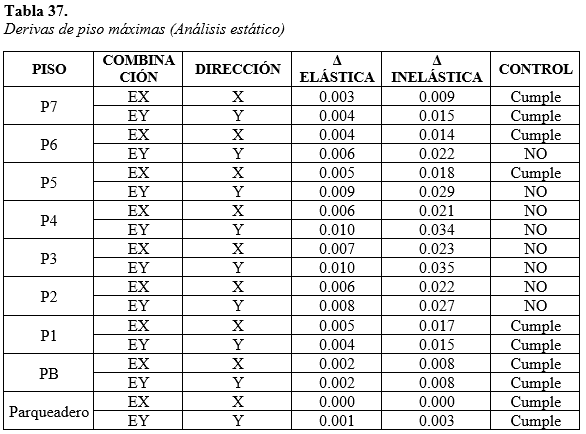 Tabla 37.
Derivas de piso máximas (Análisis estático)
PISO COMBINA CIÓN DIRECCIÓN Δ ELÁSTICA Δ INELÁSTICA CONTROL
P7 EX X 0.003 0.009 Cumple
EY Y 0.004 0.015 Cumple
P6 EX X 0.004 0.014 Cumple
EY Y 0.006 0.022 NO
P5 EX X 0.005 0.018 Cumple
EY Y 0.009 0.029 NO
P4 EX X 0.006 0.021 NO
EY Y 0.010 0.034 NO
P3 EX X 0.007 0.023 NO
EY Y 0.010 0.035 NO
P2 EX X 0.006 0.022 NO
EY Y 0.008 0.027 NO
P1 EX X 0.005 0.017 Cumple
EY Y 0.004 0.015 Cumple
PB EX X 0.002 0.008 Cumple
EY Y 0.002 0.008 Cumple
Parqueadero EX X 0.000 0.000 Cumple
EY Y 0.001 0.003 Cumple